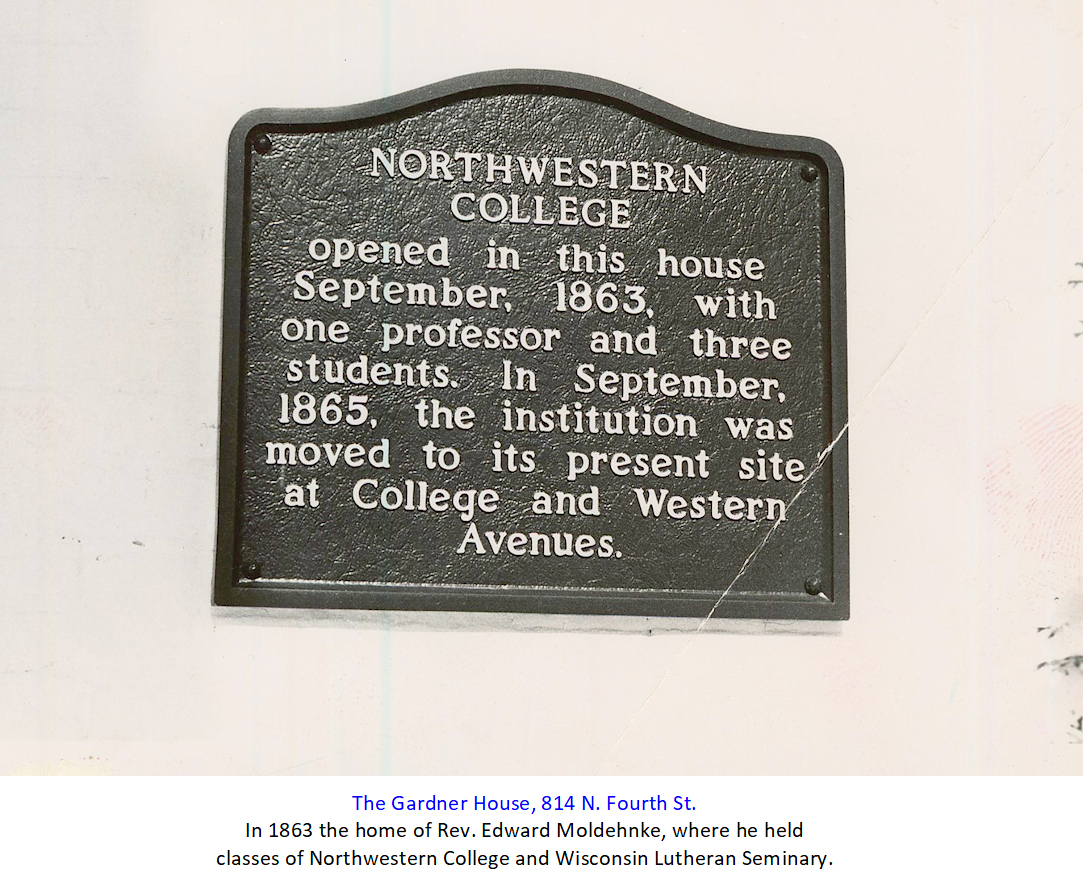 NORTHWESTERN
COLLEGE
opened in this house
September, 1863, with
one professor and three
students. In September,
1865, the institution was
moved to its present site
at College and Western
Avenues.
The Gardner House, 814 N. Fourth St.
In 1863 the home of Rev. Edward Moldehnke, where he held
classes of Northwestern College and Wisconsin Lutheran Seminary.